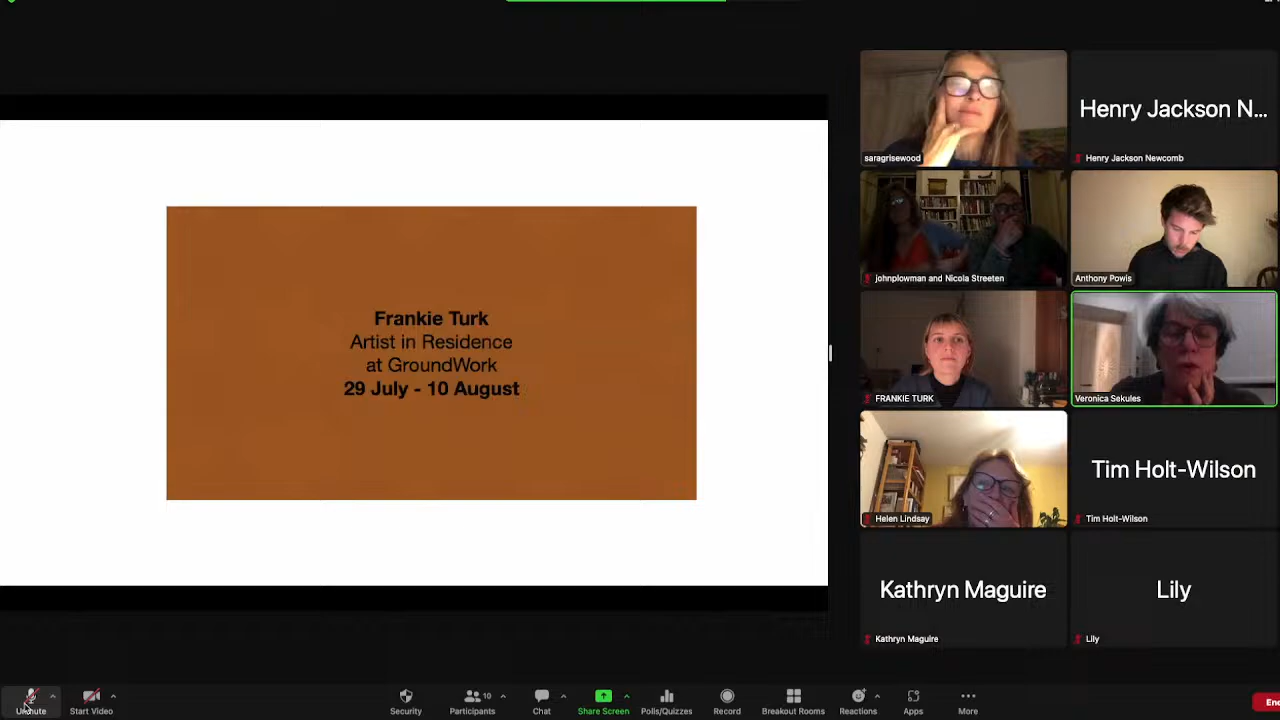 Frankie Turk
Artist in Residence
at GroundWork
29 July - 10 August
saragrisewood
Henry Jackson N...
Henry Jackson Newcomb
johnplowman and Nicola Streeten
Anthony Powis
FRANKIE TURK
Veronica Sekules
Helen Lindsay
Tim Holt-Wilson
Tim Holt-Wilson
Kathryn Maguire
Kathryn Maguire
Lily
Lily
Unmute
Start Video
Security
Participants
10
Chat
Share Screen
Polls/Quizzes
Record
Breakout Rooms
Reactions
Apps
More